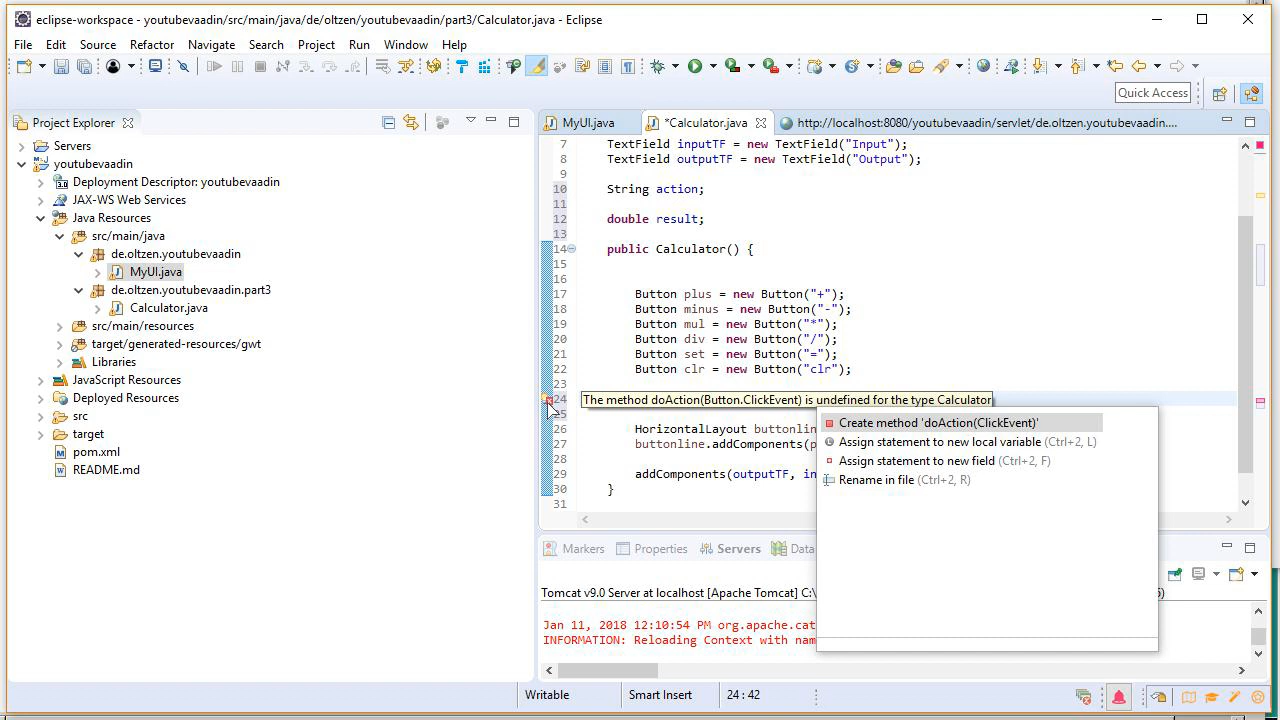 eclipse-workspace - youtubevaadin/src/main/java/de/oltzen/youtubevaadin/part3/Calculator.java - Eclipse
File Edit Source Refactor Navigate Search Project Run Window Help
Quick Access
Project Explorer
Servers
youtubevaadin
Deployment Descriptor: youtubevaadin
JAX-WS Web Services
Java Resources
src/main/java
de.oltzen.youtubevaadin
MyUI.java
de.oltzen.youtubevaadin.part3
Calculator.java
src/main/resources
target/generated-resources/gwt
Libraries
JavaScript Resources
Deployed Resources
src
target
pom.xml
README.md
MyUI.java *Calculator.java http://localhost:8080/youtubevaadin/servlet/de.oltzen.youtubevaadin....
7 TextField inputTF = new TextField("Input");
8 TextField outputTF = new TextField("Output");
9
10 String action;
11
12 double result;
13
14 public Calculator() {
15
16
17 Button plus = new Button("+");
18 Button minus = new Button("-");
19 Button mul = new Button("*");
20 Button div = new Button("/");
21 Button set = new Button("=");
22 Button clr = new Button("clr");
23
24 The method doAction(Button.ClickEvent) is undefined for the type Calculator
25
26 HorizontalLayout buttonlin
27 buttonline.addComponents(p
28
29 addComponents(outputTF, in
30 }
31
Create method 'doAction(ClickEvent)'
Assign statement to new local variable (Ctrl+2, L)
Assign statement to new field (Ctrl+2, F)
Rename in file (Ctrl+2, R)
Markers Properties Servers Data
Tomcat v9.0 Server at localhost [Apache Tomcat] C:\
Jan 11, 2018 12:10:54 PM org.apache.cat
INFORMATION: Reloading Context with nam
Writable Smart Insert 24 : 42